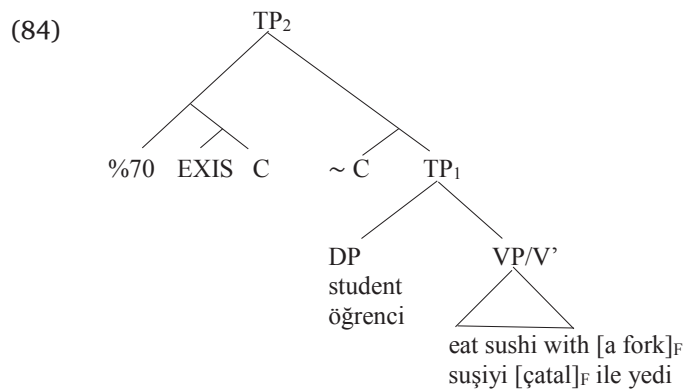 (84)
TP2
%70 EXIS C ~ C TP1
DP VP/V’
student
öğrenci
eat sushi with [a fork]F
suşiyi [çatal]F ile yedi